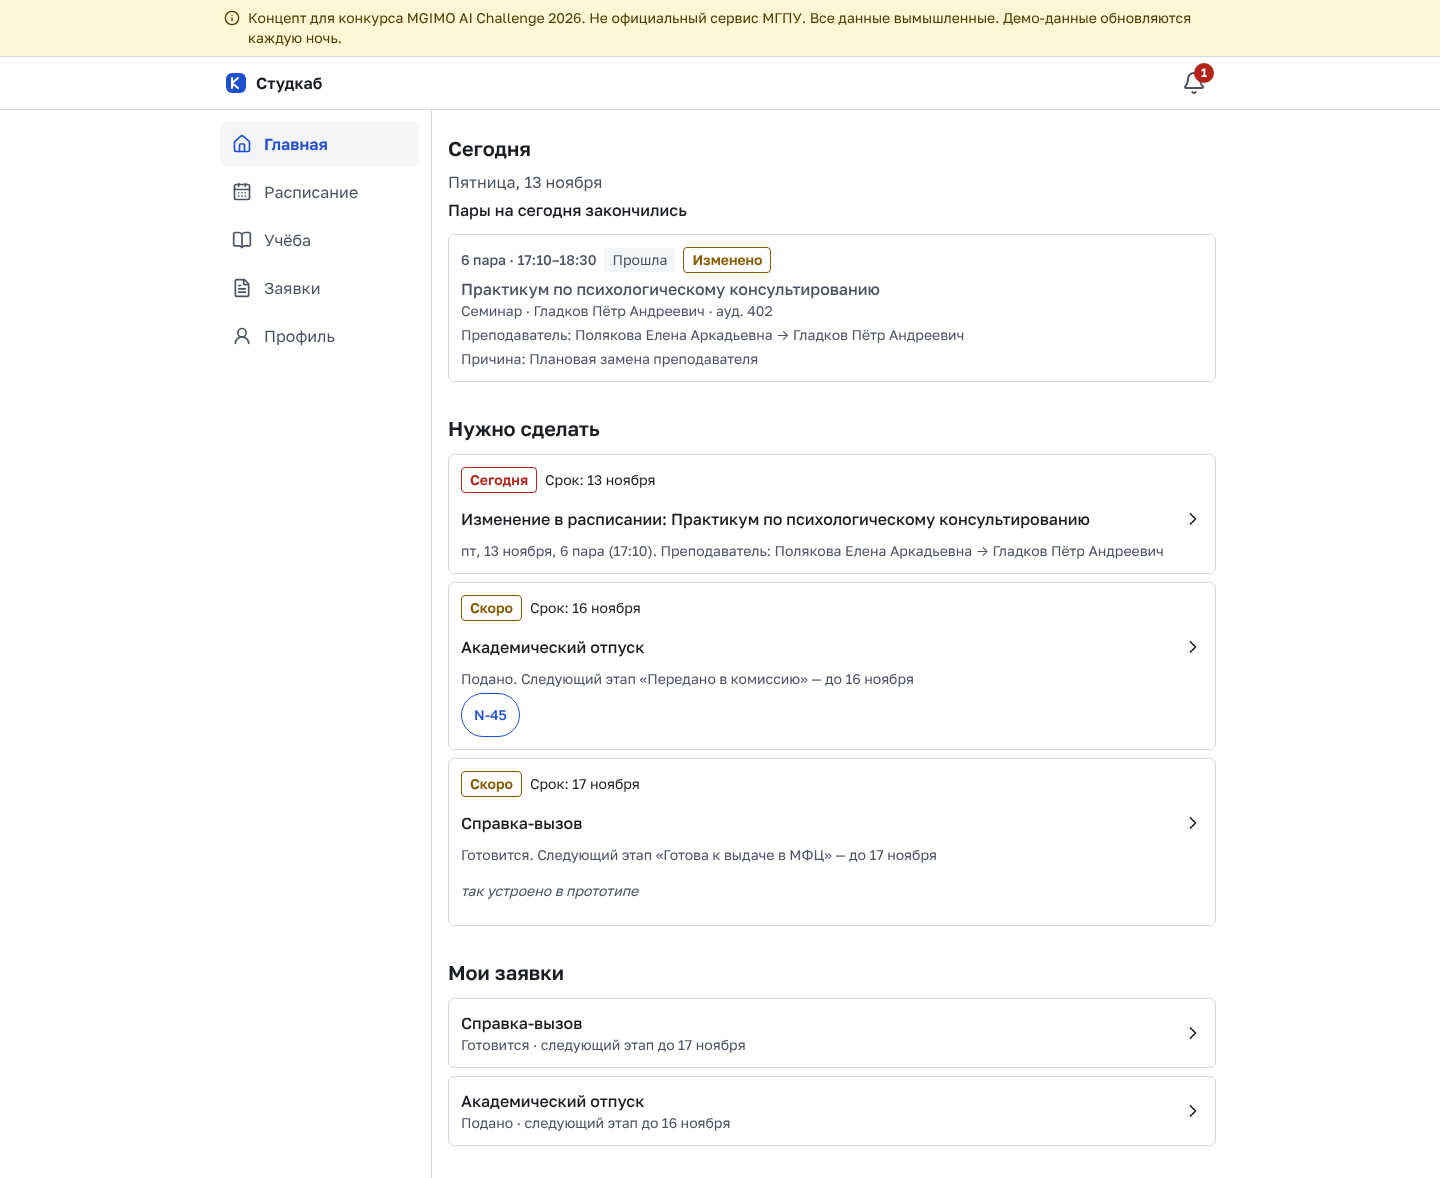 Концепт для конкурса MGIMO AI Challenge 2026. Не официальный сервис МГПУ. Все данные вымышленные. Демо-данные обновляются
каждую ночь.
Студкаб
1
Главная
Расписание
Учёба
Заявки
Профиль
Сегодня
Пятница, 13 ноября
Пары на сегодня закончились
6 пара · 17:10–18:30 Прошла Изменено
Практикум по психологическому консультированию
Семинар · Гладков Пётр Андреевич · ауд. 402
Преподаватель: Полякова Елена Аркадьевна → Гладков Пётр Андреевич
Причина: Плановая замена преподавателя
Нужно сделать
Сегодня Срок: 13 ноября
Изменение в расписании: Практикум по психологическому консультированию
пт, 13 ноября, 6 пара (17:10). Преподаватель: Полякова Елена Аркадьевна → Гладков Пётр Андреевич
Скоро Срок: 16 ноября
Академический отпуск
Подано. Следующий этап «Передано в комиссию» — до 16 ноября
N-45
Скоро Срок: 17 ноября
Справка-вызов
Готовится. Следующий этап «Готова к выдаче в МФЦ» — до 17 ноября
так устроено в прототипе
Мои заявки
Справка-вызов
Готовится · следующий этап до 17 ноября
Академический отпуск
Подано · следующий этап до 16 ноября